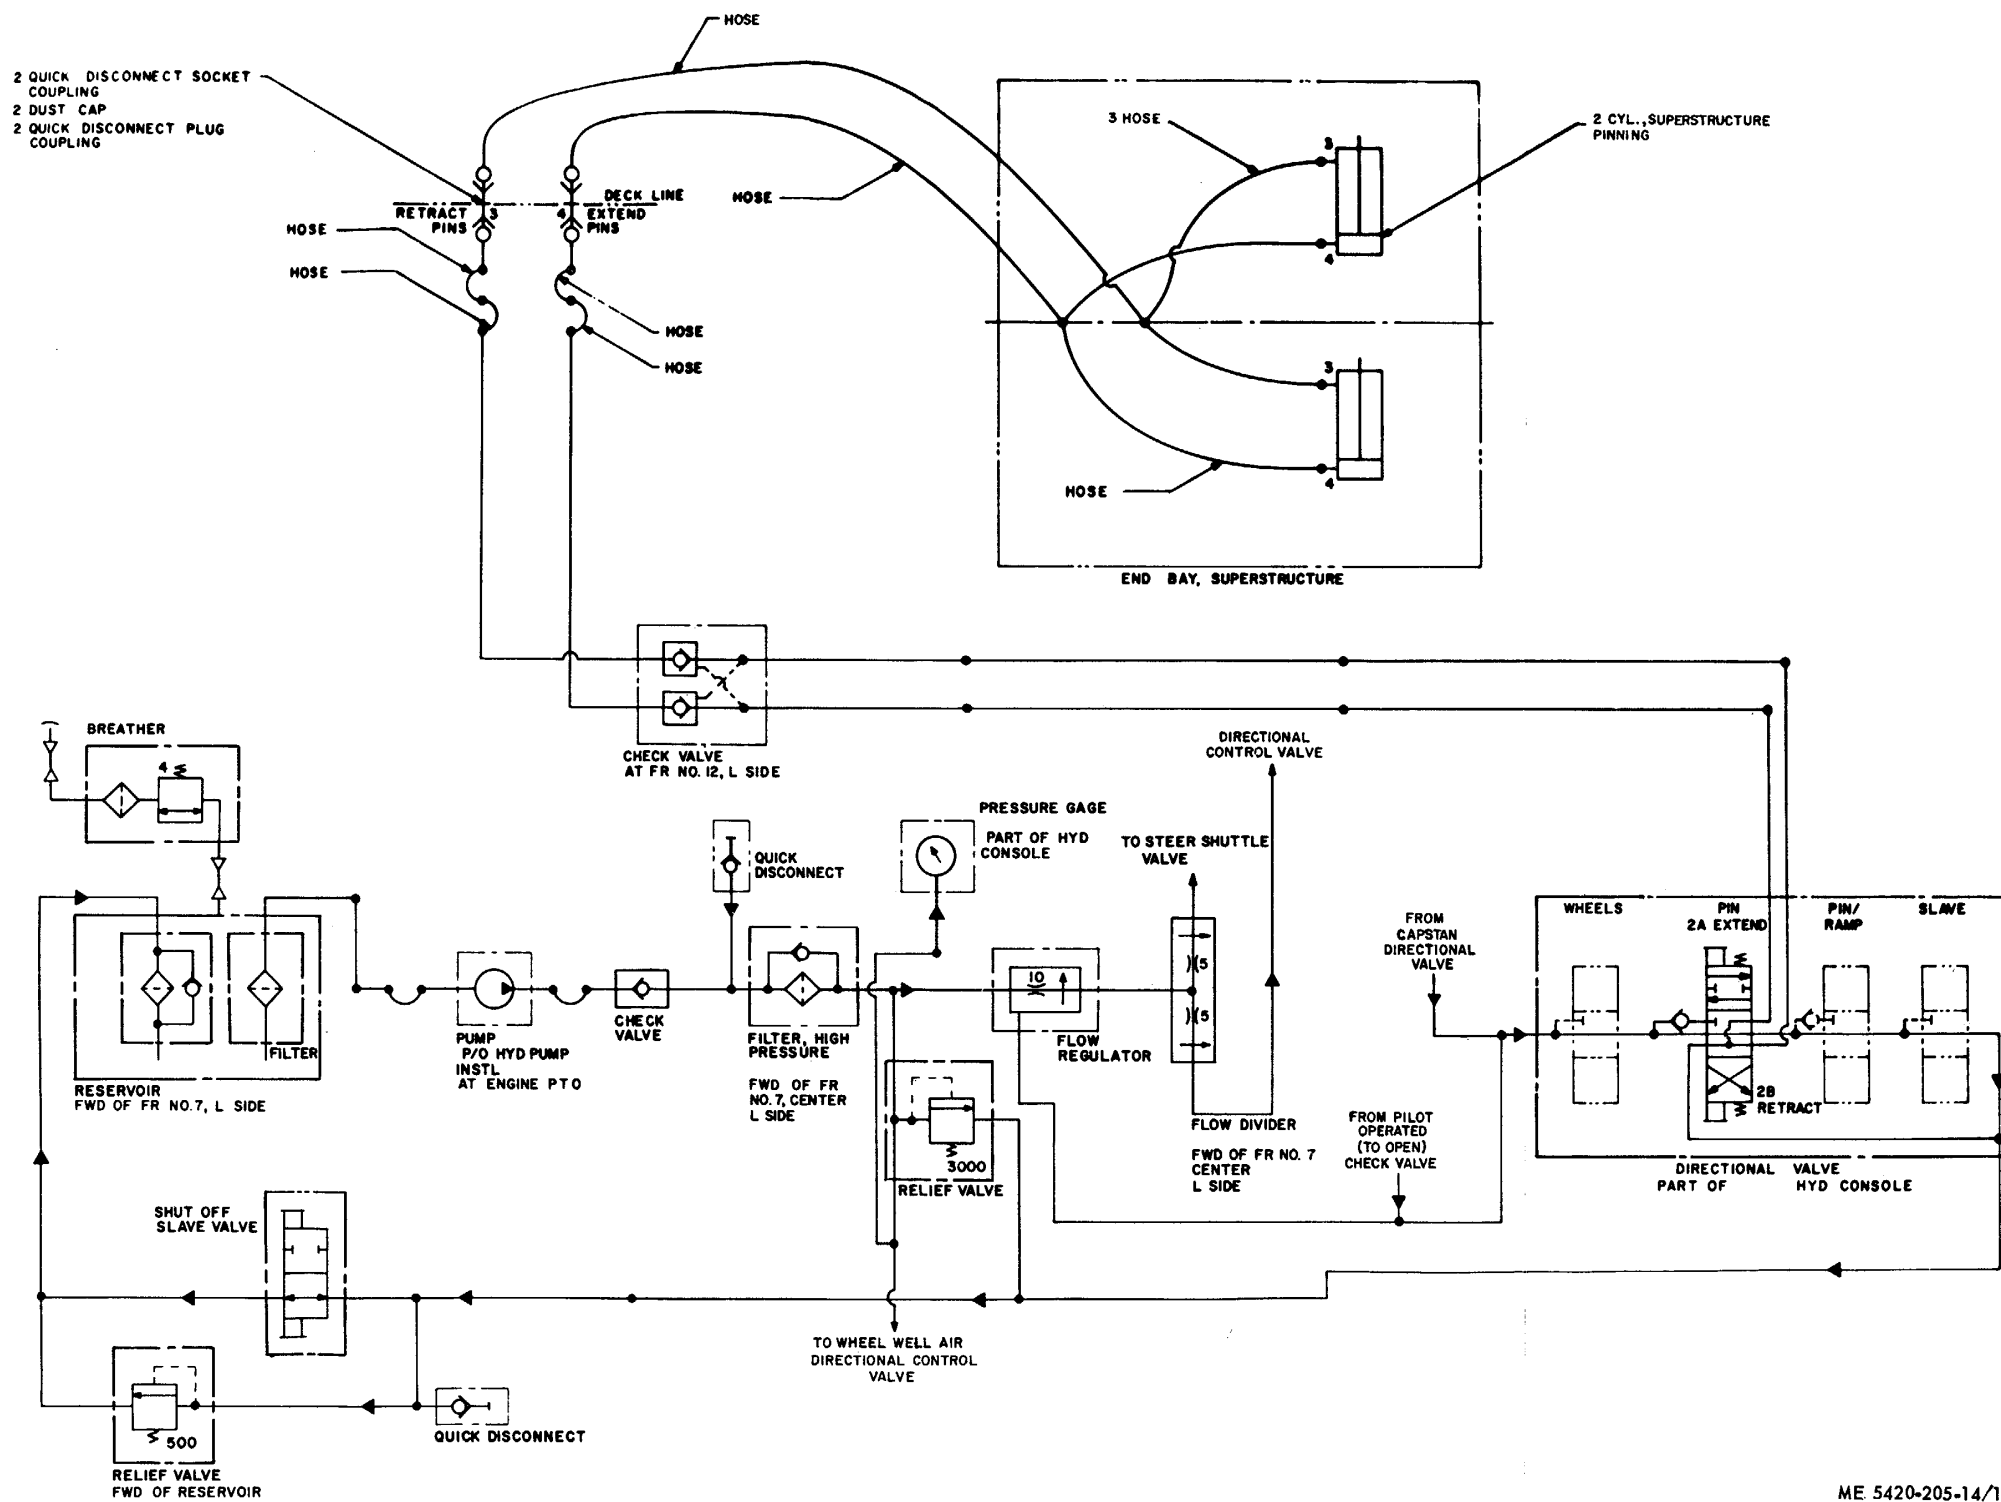 HOSE
2 QUICK DISCONNECT SOCKET
COUPLING
2 DUST CAP
2 QUICK DISCONNECT PLUG
COUPLING
3 HOSE
2 CYL., SUPERSTRUCTURE
PINNING
3
4
HOSE
DECK LINE
RETRACT
PINS
3
4
EXTEND
PINS
HOSE
HOSE
HOSE
HOSE
3
4
HOSE
END BAY, SUPERSTRUCTURE
CHECK VALVE
AT FR NO. 12, L SIDE
BREATHER
4
DIRECTIONAL
CONTROL VALVE
PRESSURE GAGE
PART OF HYD
CONSOLE
TO STEER SHUTTLE
VALVE
QUICK
DISCONNECT
WHEELS
PIN
2A EXTEND
PIN/
RAMP
SLAVE
FROM
CAPSTAN
DIRECTIONAL
VALVE
10
5
5
FILTER
RESERVOIR
FWD OF FR NO. 7, L SIDE
PUMP
P/O HYD PUMP
INSTL
AT ENGINE PTO
CHECK
VALVE
FILTER, HIGH
PRESSURE
FWD OF FR
NO. 7, CENTER
L SIDE
FLOW
REGULATOR
2B
RETRACT
3000
RELIEF VALVE
FLOW DIVIDER
FWD OF FR NO. 7
CENTER
L SIDE
FROM PILOT
OPERATED
(TO OPEN)
CHECK VALVE
DIRECTIONAL VALVE
PART OF HYD CONSOLE
SHUT OFF
SLAVE VALVE
TO WHEEL WELL AIR
DIRECTIONAL CONTROL
VALVE
500
RELIEF VALVE
FWD OF RESERVOIR
QUICK DISCONNECT
ME 5420-205-14/1